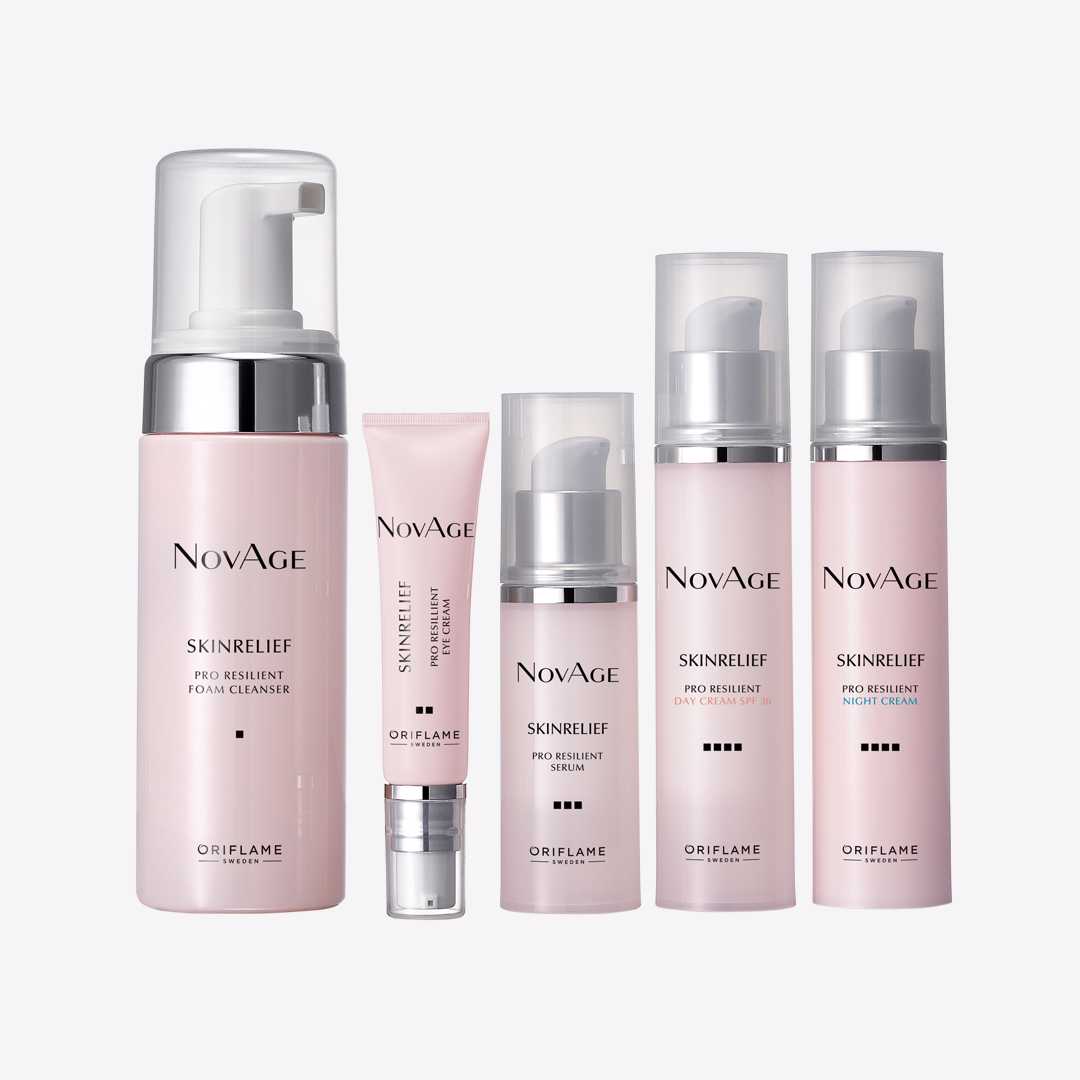 NOVAGE
SKINRELIEF
PRO RESILIENT
FOAM CLEANSER
ORIFLAME
SWEDEN
NOVAGE
SKINRELIEF
PRO RESILLIENT
EYE CREAM
ORIFLAME
SWEDEN
NOVAGE
SKINRELIEF
PRO RESILIENT
SERUM
ORIFLAME
SWEDEN
NOVAGE
SKINRELIEF
PRO RESILIENT
DAY CREAM SPF 30
ORIFLAME
SWEDEN
NOVAGE
SKINRELIEF
PRO RESILIENT
NIGHT CREAM
ORIFLAME
SWEDEN